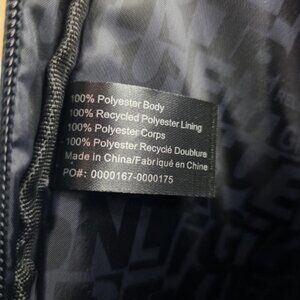 100% Polyester Body
100% Recycled Polyester Lining
100% Polyester Corps
100% Polyester Recyclé Doublure
Made in China/Fabriqué en Chine
PO#: 0000167-0000175